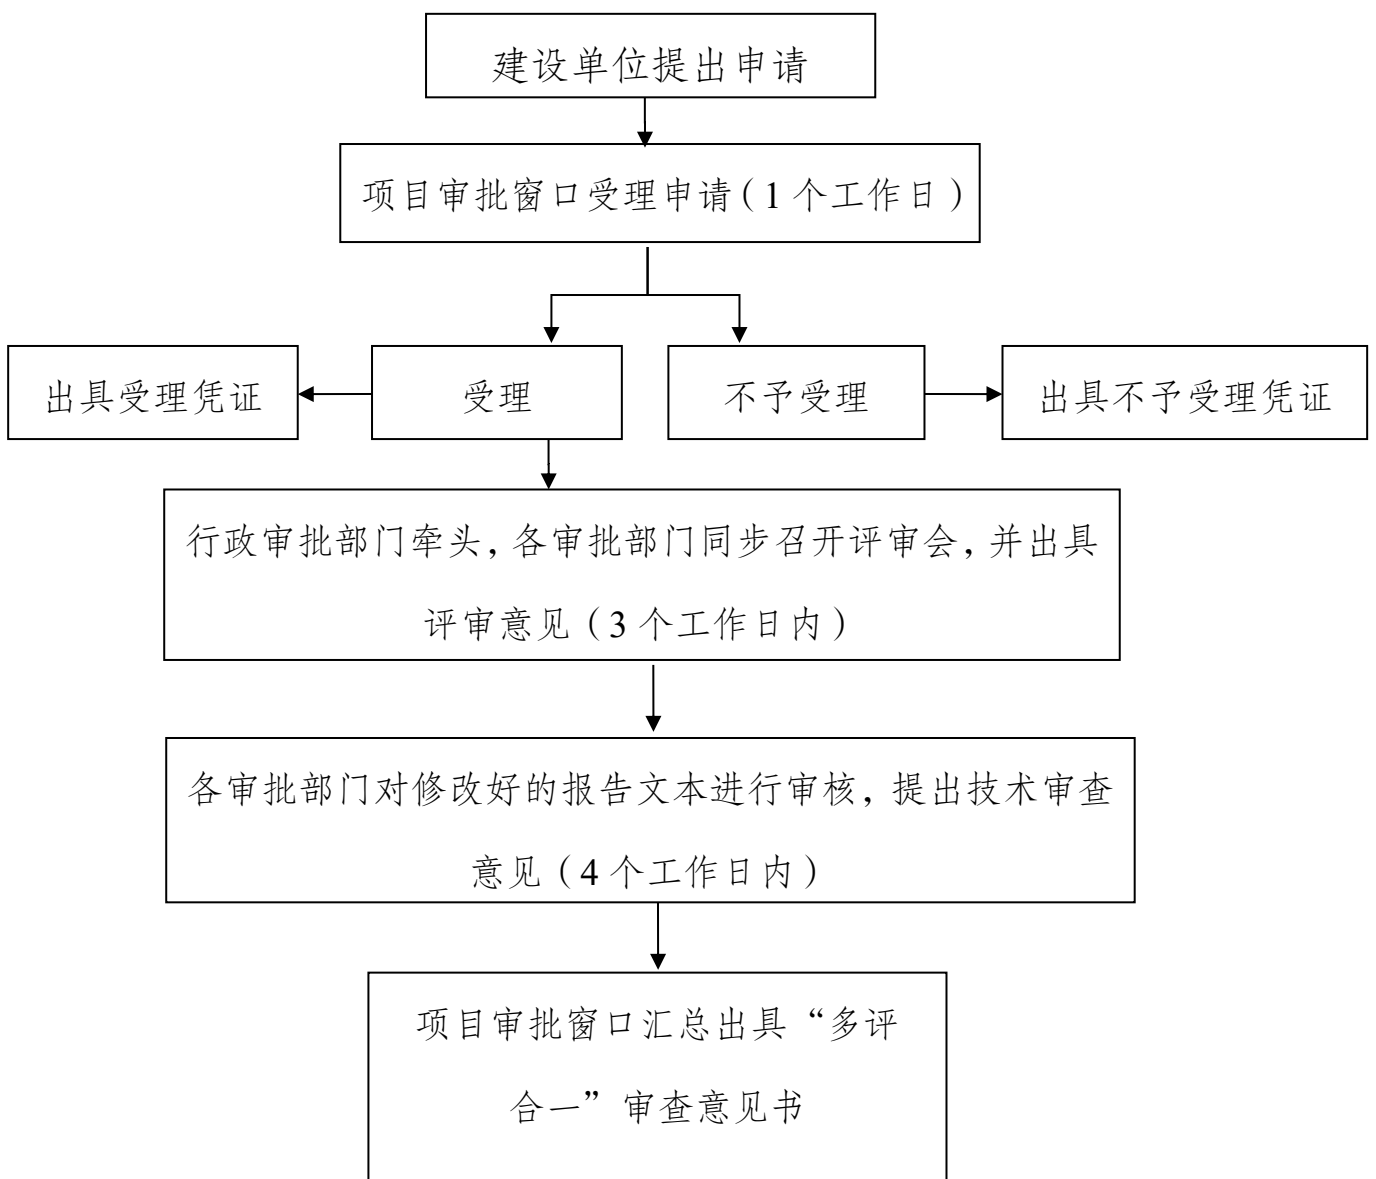 建设单位提出申请
项目审批窗口受理申请（1 个工作日）
出具受理凭证
受理
不予受理
出具不予受理凭证
行政审批部门牵头，各审批部门同步召开评审会，并出具
评审意见（3 个工作日内）
各审批部门对修改好的报告文本进行审核，提出技术审查
意见（4 个工作日内）
项目审批窗口汇总出具“多评
合一”审查意见书